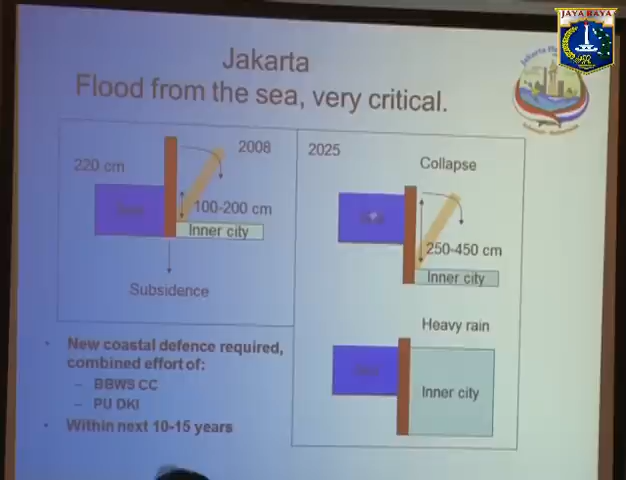 JAYA RAYA
Jakarta
Flood from the sea, very critical.
2008
220 cm
100-200 cm
Inner city
Subsidence
2025
Collapse
250-450 cm
Inner city
Heavy rain
Inner city
• New coastal defence required,
combined effort of:
– BBWS CC
– PU DKI
• Within next 10-15 years